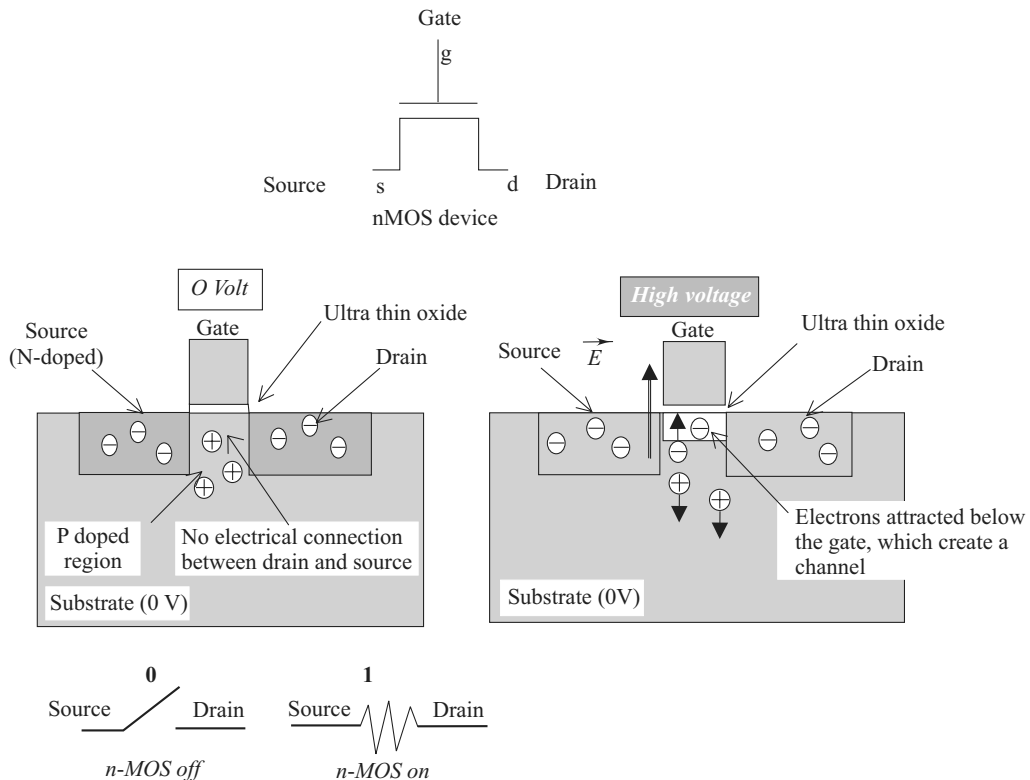 Gate
g
Source
s
d
Drain
nMOS device
O Volt
Gate
Ultra thin oxide
Source
(N-doped)
Drain
P doped
region
No electrical connection
between drain and source
Substrate (0 V)
High voltage
Gate
Ultra thin oxide
Source
E
Drain
Electrons attracted below
the gate, which create a
channel
Substrate (0V)
0
Source
Drain
n-MOS off
1
Source
Drain
n-MOS on